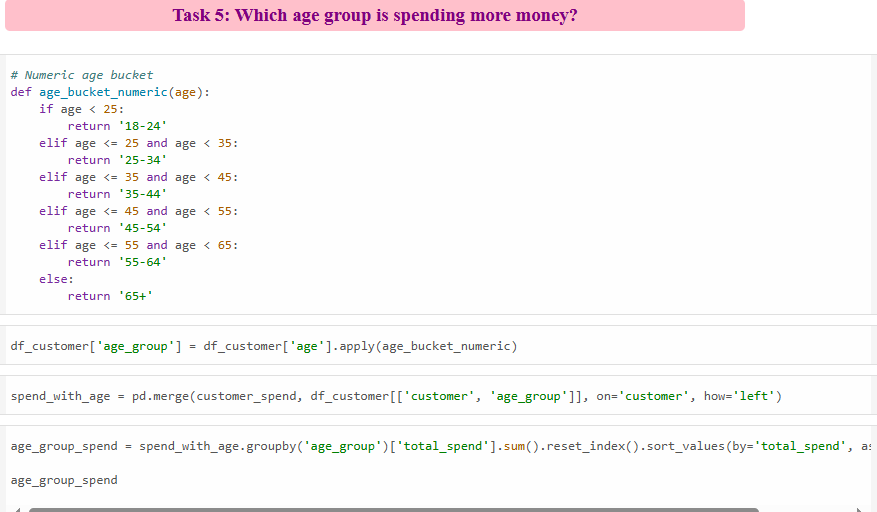 Task 5: Which age group is spending more money?
# Numeric age bucket
def age_bucket_numeric(age):
    if age < 25:
        return '18-24'
    elif age <= 25 and age < 35:
        return '25-34'
    elif age <= 35 and age < 45:
        return '35-44'
    elif age <= 45 and age < 55:
        return '45-54'
    elif age <= 55 and age < 65:
        return '55-64'
    else:
        return '65+'
df_customer['age_group'] = df_customer['age'].apply(age_bucket_numeric)
spend_with_age = pd.merge(customer_spend, df_customer[['customer', 'age_group']], on='customer', how='left')
age_group_spend = spend_with_age.groupby('age_group')['total_spend'].sum().reset_index().sort_values(by='total_spend',
age_group_spend